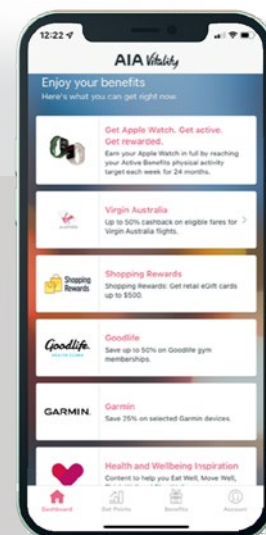 12:22
AIA Vitality
Enjoy your benefits
Here's what you can get right now.
Get Apple Watch. Get active.
Get rewarded.
Earn your Apple Watch in full by reaching
your Active Benefits physical activity
target each week for 24 months.
Virgin Australia
Up to 50% cashback on eligible fares for
Virgin Australia flights.
Shopping
Rewards
Shopping Rewards
Shopping Rewards: Get retail eGift cards
up to $500.
Goodlife
HEALTH CLUBS
Goodlife
Save up to 50% on Goodlife gym
memberships.
GARMIN.
Garmin
Save 25% on selected Garmin devices.
Health and Wellbeing Inspiration
Content to help you Eat Well, Move Well,
Dashboard
Get Points
Benefits
Account